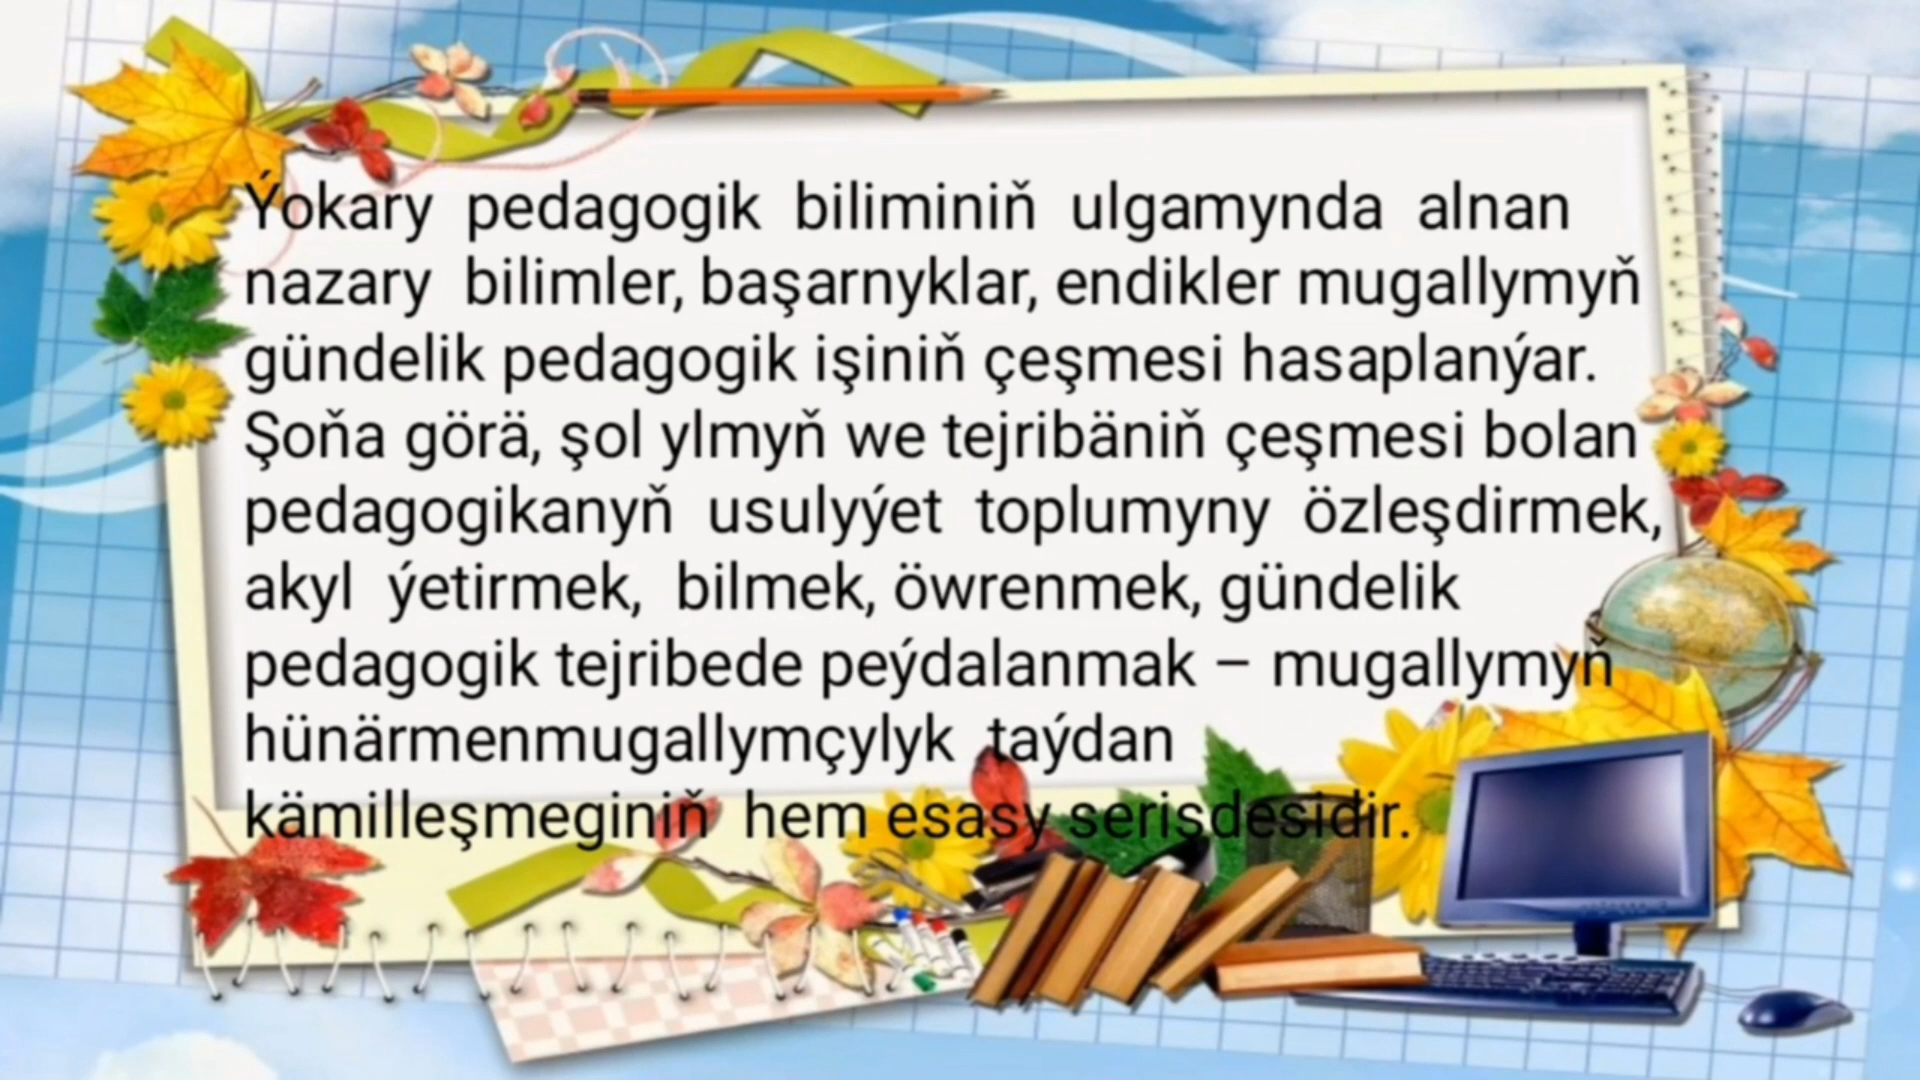 Ýokary pedagogik biliminiň ulgamynda alnan
nazary bilimler, başarnyklar, endikler mugallymyň
gündelik pedagogik işiniň çeşmesi hasaplanýar.
Şoňa görä, şol ylmyň we tejribäniň çeşmesi bolan
pedagogikanyň usulyýet toplumyny özleşdirmek,
akyl ýetirmek, bilmek, öwrenmek, gündelik
pedagogik tejribede peýdalanmak – mugallymyň
hünärmenmugallymçylyk taýdan
kämilleşmeginiň hem esasy serişdesidir.